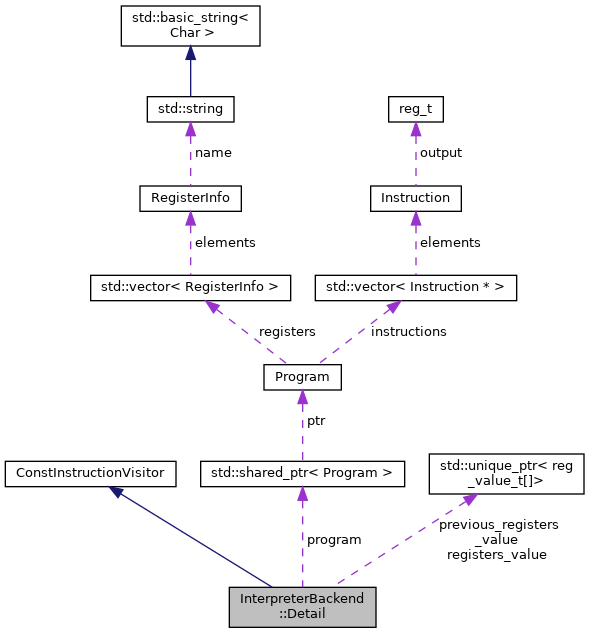 std::basic_string<
Char >
std::string
reg_t
name
output
RegisterInfo
Instruction
elements
elements
std::vector< RegisterInfo >
std::vector< Instruction * >
registers
instructions
Program
ptr
ConstInstructionVisitor
std::shared_ptr< Program >
std::unique_ptr< reg
_value_t[]>
program
previous_registers
_value
registers_value
InterpreterBackend
::Detail